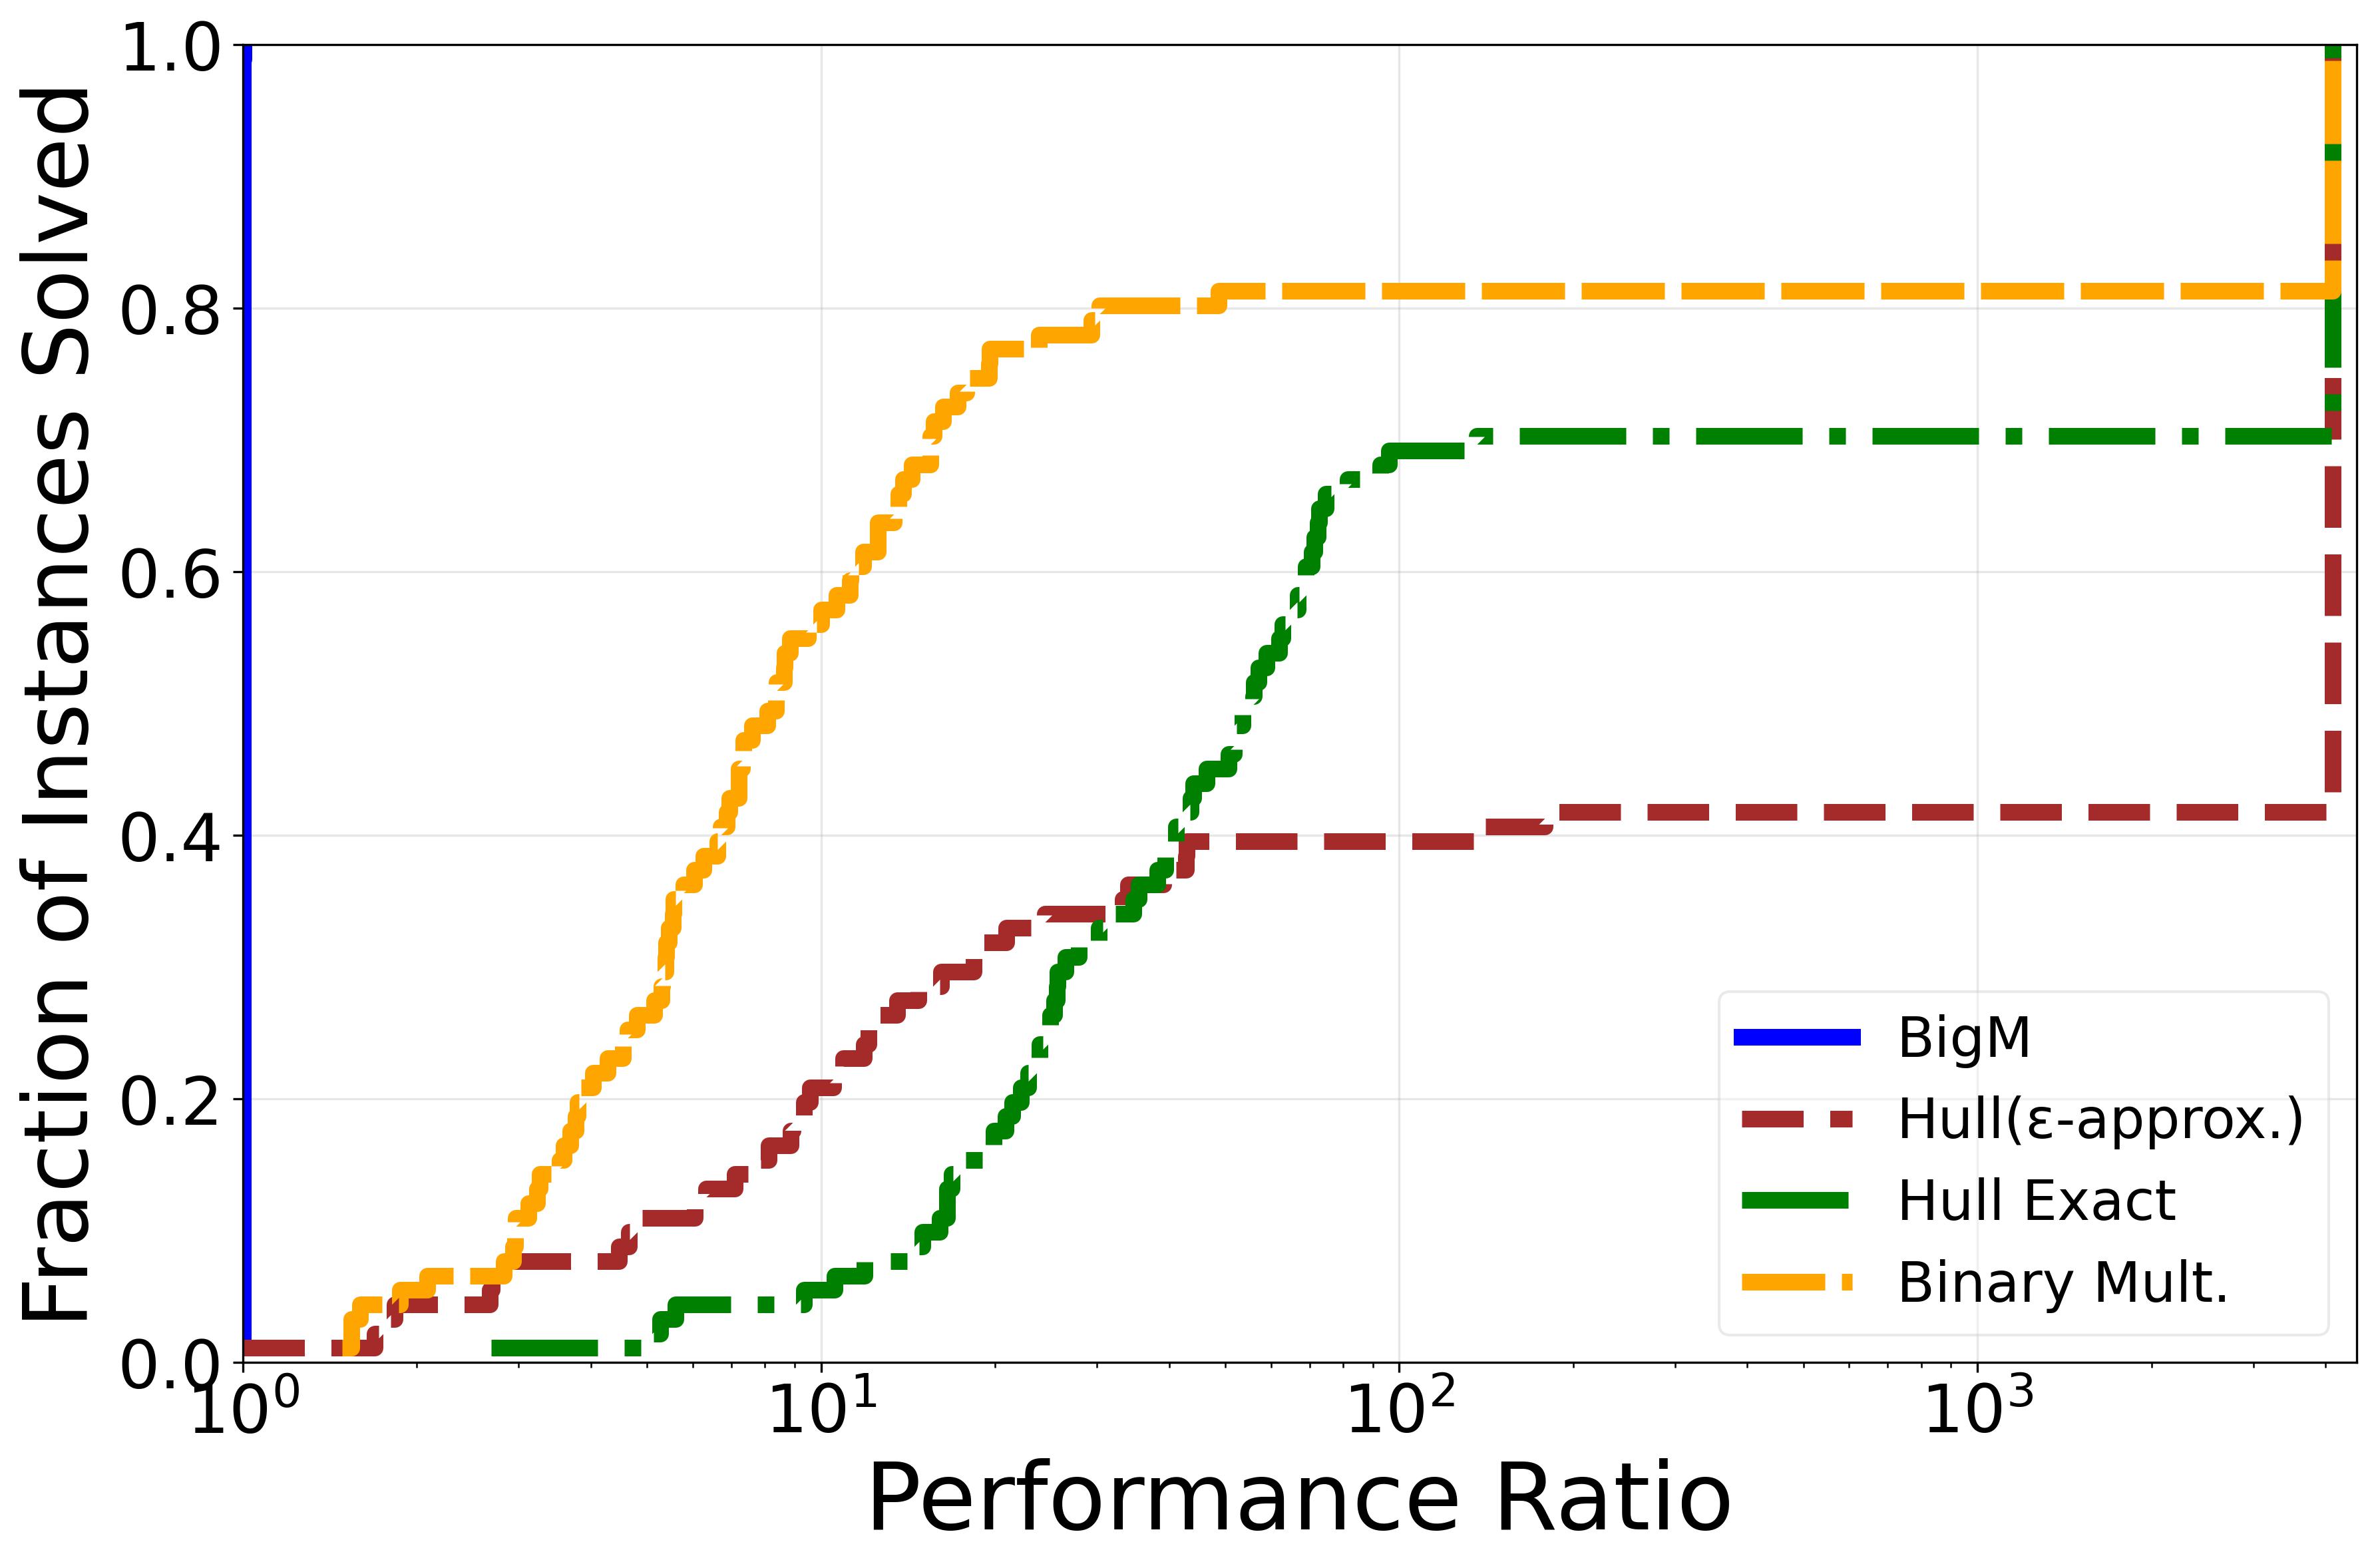 Fraction of Instances Solved
1.0
0.8
0.6
0.4
0.2
0.0
10⁰ 10¹ 10² 10³
Performance Ratio
BigM
Hull(ε-approx.)
Hull Exact
Binary Mult.